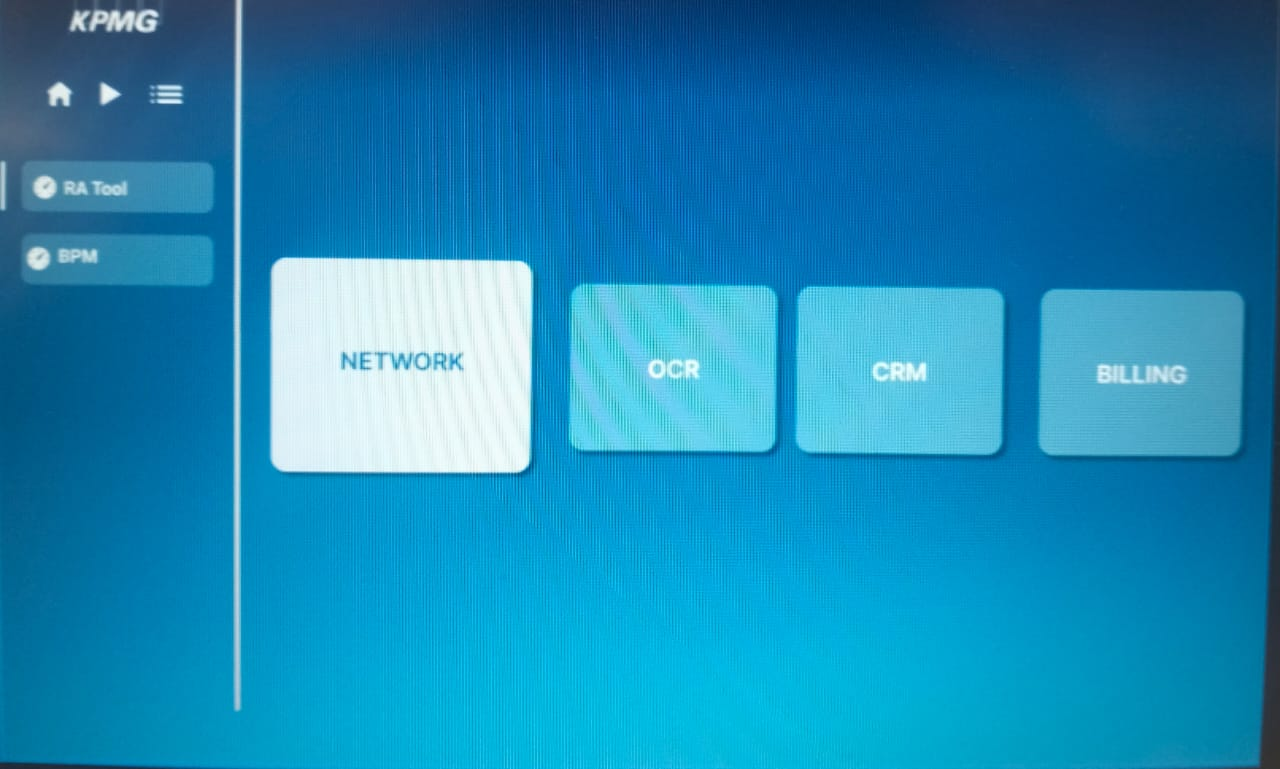 KPMG
RA Tool
BPM
NETWORK
OCR
CRM
BILLING